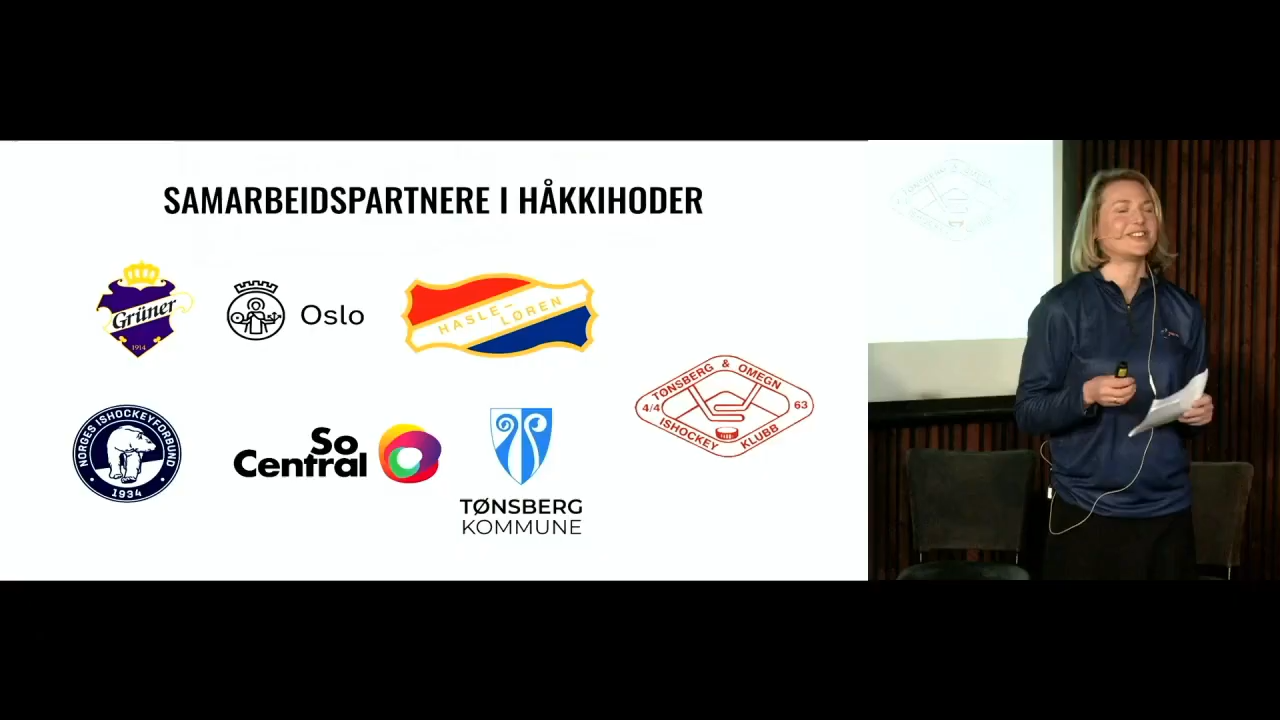 SAMARBEIDSPARTNERE I HÅKKIHODER
Grüner
1914
Oslo
HASLE-
LØREN
TØNSBERG & OMEGN
4/4
63
ISHOCKEY KLUBB
NORGES ISHOCKEYFORBUND
1934
So
Central
TØNSBERG
KOMMUNE